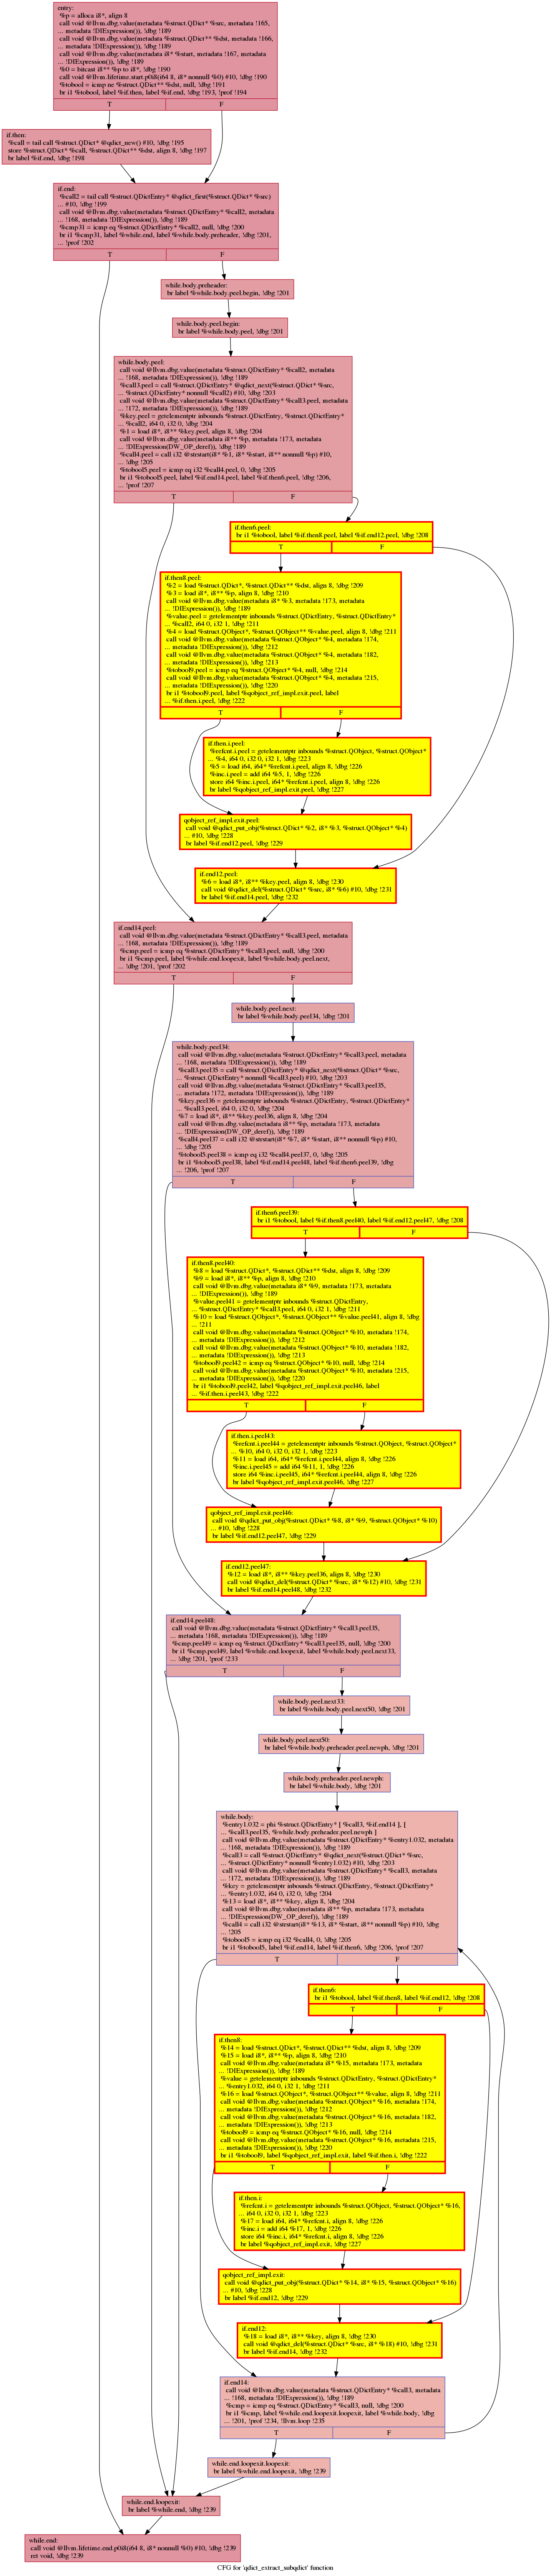 entry:
%p = alloca i8*, align 8
call void @llvm.dbg.value(metadata %struct.QDict* %src, metadata !165,
... metadata !DIExpression()), !dbg !189
call void @llvm.dbg.value(metadata %struct.QDict** %dst, metadata !166,
... metadata !DIExpression()), !dbg !189
call void @llvm.dbg.value(metadata i8* %start, metadata !167, metadata
... !DIExpression()), !dbg !189
%0 = bitcast i8** %p to i8*, !dbg !190
call void @llvm.lifetime.start.p0i8(i64 8, i8* nonnull %0) #10, !dbg !190
%tobool = icmp ne %struct.QDict** %dst, null, !dbg !191
br i1 %tobool, label %if.then, label %if.end, !dbg !193, !prof !194
T F
if.then:
%call = tail call %struct.QDict* @qdict_new() #10, !dbg !195
store %struct.QDict* %call, %struct.QDict** %dst, align 8, !dbg !197
br label %if.end, !dbg !198
if.end:
%call2 = tail call %struct.QDictEntry* @qdict_first(%struct.QDict* %src)
... #10, !dbg !199
call void @llvm.dbg.value(metadata %struct.QDictEntry* %call2, metadata
... !168, metadata !DIExpression()), !dbg !189
%cmp31 = icmp eq %struct.QDictEntry* %call2, null, !dbg !200
br i1 %cmp31, label %while.end, label %while.body.preheader, !dbg !201,
... !prof !202
T F
while.body.preheader:
br label %while.body.peel.begin, !dbg !201
while.body.peel.begin:
br label %while.body.peel, !dbg !201
while.body.peel:
call void @llvm.dbg.value(metadata %struct.QDictEntry* %call2, metadata
... !168, metadata !DIExpression()), !dbg !189
%call3.peel = call %struct.QDictEntry* @qdict_next(%struct.QDict* %src,
... %struct.QDictEntry* nonnull %call2) #10, !dbg !203
call void @llvm.dbg.value(metadata %struct.QDictEntry* %call3.peel, metadata
... !172, metadata !DIExpression()), !dbg !189
%key.peel = getelementptr inbounds %struct.QDictEntry, %struct.QDictEntry*
... %call2, i64 0, i32 0, !dbg !204
%1 = load i8*, i8** %key.peel, align 8, !dbg !204
call void @llvm.dbg.value(metadata i8** %p, metadata !173, metadata
... !DIExpression(DW_OP_deref)), !dbg !189
%call4.peel = call i32 @strstart(i8* %1, i8* %start, i8** nonnull %p) #10,
... !dbg !205
%tobool5.peel = icmp eq i32 %call4.peel, 0, !dbg !205
br i1 %tobool5.peel, label %if.end14.peel, label %if.then6.peel, !dbg !206,
... !prof !207
T F
if.then6.peel:
br i1 %tobool, label %if.then8.peel, label %if.end12.peel, !dbg !208
T F
if.then8.peel:
%2 = load %struct.QDict*, %struct.QDict** %dst, align 8, !dbg !209
%3 = load i8*, i8** %p, align 8, !dbg !210
call void @llvm.dbg.value(metadata i8* %3, metadata !173, metadata
... !DIExpression()), !dbg !189
%value.peel = getelementptr inbounds %struct.QDictEntry, %struct.QDictEntry*
... %call2, i64 0, i32 1, !dbg !211
%4 = load %struct.QObject*, %struct.QObject** %value.peel, align 8, !dbg !211
call void @llvm.dbg.value(metadata %struct.QObject* %4, metadata !174,
... metadata !DIExpression()), !dbg !212
call void @llvm.dbg.value(metadata %struct.QObject* %4, metadata !182,
... metadata !DIExpression()), !dbg !213
%tobool9.peel = icmp eq %struct.QObject* %4, null, !dbg !214
call void @llvm.dbg.value(metadata %struct.QObject* %4, metadata !215,
... metadata !DIExpression()), !dbg !220
br i1 %tobool9.peel, label %qobject_ref_impl.exit.peel, label
... %if.then.i.peel, !dbg !222
T F
if.then.i.peel:
%refcnt.i.peel = getelementptr inbounds %struct.QObject, %struct.QObject*
... %4, i64 0, i32 0, i32 1, !dbg !223
%5 = load i64, i64* %refcnt.i.peel, align 8, !dbg !226
%inc.i.peel = add i64 %5, 1, !dbg !226
store i64 %inc.i.peel, i64* %refcnt.i.peel, align 8, !dbg !226
br label %qobject_ref_impl.exit.peel, !dbg !227
qobject_ref_impl.exit.peel:
call void @qdict_put_obj(%struct.QDict* %2, i8* %3, %struct.QObject* %4)
... #10, !dbg !228
br label %if.end12.peel, !dbg !229
if.end12.peel:
%6 = load i8*, i8** %key.peel, align 8, !dbg !230
call void @qdict_del(%struct.QDict* %src, i8* %6) #10, !dbg !231
br label %if.end14.peel, !dbg !232
if.end14.peel:
call void @llvm.dbg.value(metadata %struct.QDictEntry* %call3.peel, metadata
... !168, metadata !DIExpression()), !dbg !189
%cmp.peel = icmp eq %struct.QDictEntry* %call3.peel, null, !dbg !200
br i1 %cmp.peel, label %while.end.loopexit, label %while.body.peel.next,
... !dbg !201, !prof !202
T F
while.body.peel.next:
br label %while.body.peel34, !dbg !201
while.body.peel34:
call void @llvm.dbg.value(metadata %struct.QDictEntry* %call3.peel, metadata
... !168, metadata !DIExpression()), !dbg !189
%call3.peel35 = call %struct.QDictEntry* @qdict_next(%struct.QDict* %src,
... %struct.QDictEntry* nonnull %call3.peel) #10, !dbg !203
call void @llvm.dbg.value(metadata %struct.QDictEntry* %call3.peel35,
... metadata !172, metadata !DIExpression()), !dbg !189
%key.peel36 = getelementptr inbounds %struct.QDictEntry, %struct.QDictEntry*
... %call3.peel, i64 0, i32 0, !dbg !204
%7 = load i8*, i8** %key.peel36, align 8, !dbg !204
call void @llvm.dbg.value(metadata i8** %p, metadata !173, metadata
... !DIExpression(DW_OP_deref)), !dbg !189
%call4.peel37 = call i32 @strstart(i8* %7, i8* %start, i8** nonnull %p) #10,
... !dbg !205
%tobool5.peel38 = icmp eq i32 %call4.peel37, 0, !dbg !205
br i1 %tobool5.peel38, label %if.end14.peel48, label %if.then6.peel39, !dbg
... !206, !prof !207
T F
if.then6.peel39:
br i1 %tobool, label %if.then8.peel40, label %if.end12.peel47, !dbg !208
T F
if.then8.peel40:
%8 = load %struct.QDict*, %struct.QDict** %dst, align 8, !dbg !209
%9 = load i8*, i8** %p, align 8, !dbg !210
call void @llvm.dbg.value(metadata i8* %9, metadata !173, metadata
... !DIExpression()), !dbg !189
%value.peel41 = getelementptr inbounds %struct.QDictEntry,
... %struct.QDictEntry* %call3.peel, i64 0, i32 1, !dbg !211
%10 = load %struct.QObject*, %struct.QObject** %value.peel41, align 8, !dbg
... !211
call void @llvm.dbg.value(metadata %struct.QObject* %10, metadata !174,
... metadata !DIExpression()), !dbg !212
call void @llvm.dbg.value(metadata %struct.QObject* %10, metadata !182,
... metadata !DIExpression()), !dbg !213
%tobool9.peel42 = icmp eq %struct.QObject* %10, null, !dbg !214
call void @llvm.dbg.value(metadata %struct.QObject* %10, metadata !215,
... metadata !DIExpression()), !dbg !220
br i1 %tobool9.peel42, label %qobject_ref_impl.exit.peel46, label
... %if.then.i.peel43, !dbg !222
T F
if.then.i.peel43:
%refcnt.i.peel44 = getelementptr inbounds %struct.QObject, %struct.QObject*
... %10, i64 0, i32 0, i32 1, !dbg !223
%11 = load i64, i64* %refcnt.i.peel44, align 8, !dbg !226
%inc.i.peel45 = add i64 %11, 1, !dbg !226
store i64 %inc.i.peel45, i64* %refcnt.i.peel44, align 8, !dbg !226
br label %qobject_ref_impl.exit.peel46, !dbg !227
qobject_ref_impl.exit.peel46:
call void @qdict_put_obj(%struct.QDict* %8, i8* %9, %struct.QObject* %10)
... #10, !dbg !228
br label %if.end12.peel47, !dbg !229
if.end12.peel47:
%12 = load i8*, i8** %key.peel36, align 8, !dbg !230
call void @qdict_del(%struct.QDict* %src, i8* %12) #10, !dbg !231
br label %if.end14.peel48, !dbg !232
if.end14.peel48:
call void @llvm.dbg.value(metadata %struct.QDictEntry* %call3.peel35,
... metadata !168, metadata !DIExpression()), !dbg !189
%cmp.peel49 = icmp eq %struct.QDictEntry* %call3.peel35, null, !dbg !200
br i1 %cmp.peel49, label %while.end.loopexit, label %while.body.peel.next33,
... !dbg !201, !prof !233
T F
while.body.peel.next33:
br label %while.body.peel.next50, !dbg !201
while.body.peel.next50:
br label %while.body.preheader.peel.newph, !dbg !201
while.body.preheader.peel.newph:
br label %while.body, !dbg !201
while.body:
%entry1.032 = phi %struct.QDictEntry* [ %call3, %if.end14 ], [
... %call3.peel35, %while.body.preheader.peel.newph ]
call void @llvm.dbg.value(metadata %struct.QDictEntry* %entry1.032, metadata
... !168, metadata !DIExpression()), !dbg !189
%call3 = call %struct.QDictEntry* @qdict_next(%struct.QDict* %src,
... %struct.QDictEntry* nonnull %entry1.032) #10, !dbg !203
call void @llvm.dbg.value(metadata %struct.QDictEntry* %call3, metadata
... !172, metadata !DIExpression()), !dbg !189
%key = getelementptr inbounds %struct.QDictEntry, %struct.QDictEntry*
... %entry1.032, i64 0, i32 0, !dbg !204
%13 = load i8*, i8** %key, align 8, !dbg !204
call void @llvm.dbg.value(metadata i8** %p, metadata !173, metadata
... !DIExpression(DW_OP_deref)), !dbg !189
%call4 = call i32 @strstart(i8* %13, i8* %start, i8** nonnull %p) #10, !dbg
... !205
%tobool5 = icmp eq i32 %call4, 0, !dbg !205
br i1 %tobool5, label %if.end14, label %if.then6, !dbg !206, !prof !207
T F
if.then6:
br i1 %tobool, label %if.then8, label %if.end12, !dbg !208
T F
if.then8:
%14 = load %struct.QDict*, %struct.QDict** %dst, align 8, !dbg !209
%15 = load i8*, i8** %p, align 8, !dbg !210
call void @llvm.dbg.value(metadata i8* %15, metadata !173, metadata
... !DIExpression()), !dbg !189
%value = getelementptr inbounds %struct.QDictEntry, %struct.QDictEntry*
... %entry1.032, i64 0, i32 1, !dbg !211
%16 = load %struct.QObject*, %struct.QObject** %value, align 8, !dbg !211
call void @llvm.dbg.value(metadata %struct.QObject* %16, metadata !174,
... metadata !DIExpression()), !dbg !212
call void @llvm.dbg.value(metadata %struct.QObject* %16, metadata !182,
... metadata !DIExpression()), !dbg !213
%tobool9 = icmp eq %struct.QObject* %16, null, !dbg !214
call void @llvm.dbg.value(metadata %struct.QObject* %16, metadata !215,
... metadata !DIExpression()), !dbg !220
br i1 %tobool9, label %qobject_ref_impl.exit, label %if.then.i, !dbg !222
T F
if.then.i:
%refcnt.i = getelementptr inbounds %struct.QObject, %struct.QObject* %16,
... i64 0, i32 0, i32 1, !dbg !223
%17 = load i64, i64* %refcnt.i, align 8, !dbg !226
%inc.i = add i64 %17, 1, !dbg !226
store i64 %inc.i, i64* %refcnt.i, align 8, !dbg !226
br label %qobject_ref_impl.exit, !dbg !227
qobject_ref_impl.exit:
call void @qdict_put_obj(%struct.QDict* %14, i8* %15, %struct.QObject* %16)
... #10, !dbg !228
br label %if.end12, !dbg !229
if.end12:
%18 = load i8*, i8** %key, align 8, !dbg !230
call void @qdict_del(%struct.QDict* %src, i8* %18) #10, !dbg !231
br label %if.end14, !dbg !232
if.end14:
call void @llvm.dbg.value(metadata %struct.QDictEntry* %call3, metadata
... !168, metadata !DIExpression()), !dbg !189
%cmp = icmp eq %struct.QDictEntry* %call3, null, !dbg !200
br i1 %cmp, label %while.end.loopexit.loopexit, label %while.body, !dbg
... !201, !prof !234, !llvm.loop !235
T F
while.end.loopexit.loopexit:
br label %while.end.loopexit, !dbg !239
while.end.loopexit:
br label %while.end, !dbg !239
while.end:
call void @llvm.lifetime.end.p0i8(i64 8, i8* nonnull %0) #10, !dbg !239
ret void, !dbg !239
CFG for 'qdict_extract_subqdict' function